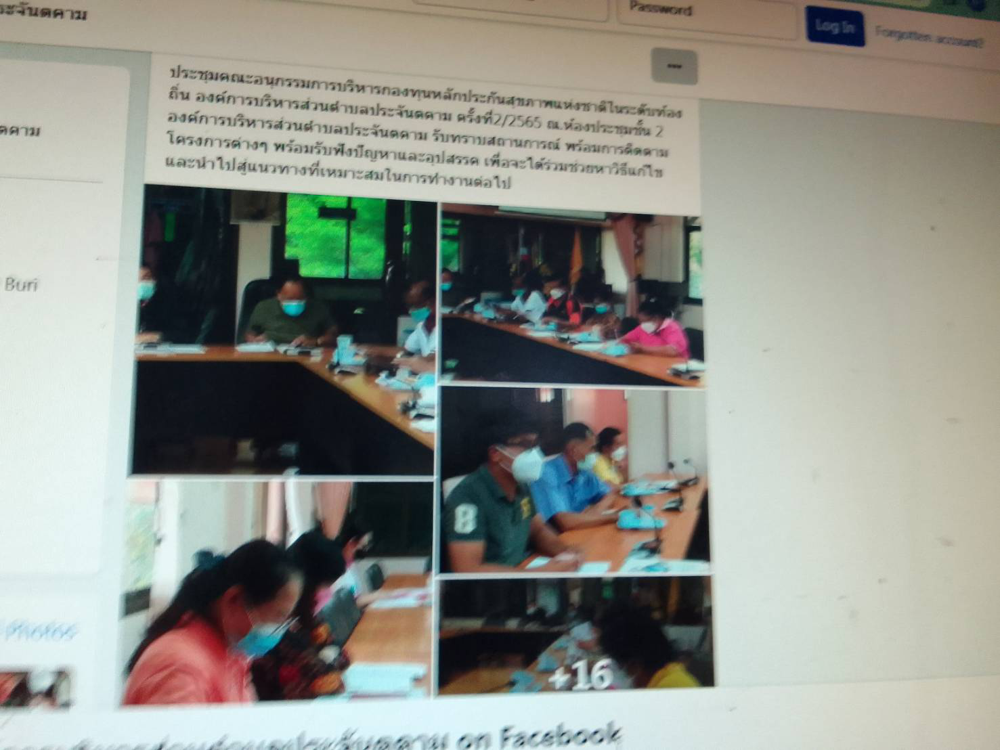 ะจันตคาม
Password
Log In
Forgotten account?
ประชุมคณะอนุกรรมการบริหารกองทุนหลักประกันสุขภาพแห่งชาติในระดับท้อง
ถิ่น องค์การบริหารส่วนตำบลประจันตคาม ครั้งที่2/2565 ณ.ห้องประชุมชั้น 2
องค์การบริหารส่วนตำบลประจันตคาม รับทราบสถานการณ์ พร้อมการติดตาม
โครงการต่างๆ พร้อมรับฟังปัญหาและอุปสรรค เพื่อจะได้ร่วมช่วยหาวิธีแก้ไข
และนำไปสู่แนวทางที่เหมาะสมในการทำงานต่อไป
ตคาม
Buri
Photos
8
+16
ประจันตคาม on Facebook